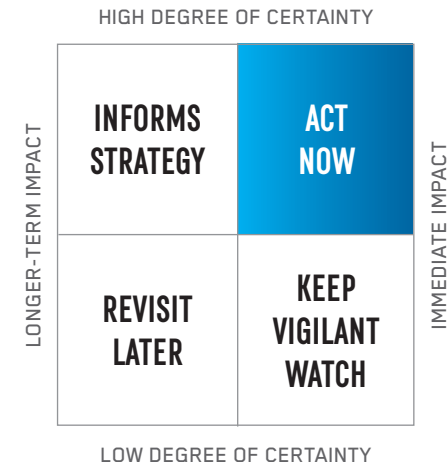 HIGH DEGREE OF CERTAINTY
LONGER-TERM IMPACT
INFORMS
STRATEGY
ACT
NOW
IMMEDIATE IMPACT
REVISIT
LATER
KEEP
VIGILANT
WATCH
LOW DEGREE OF CERTAINTY